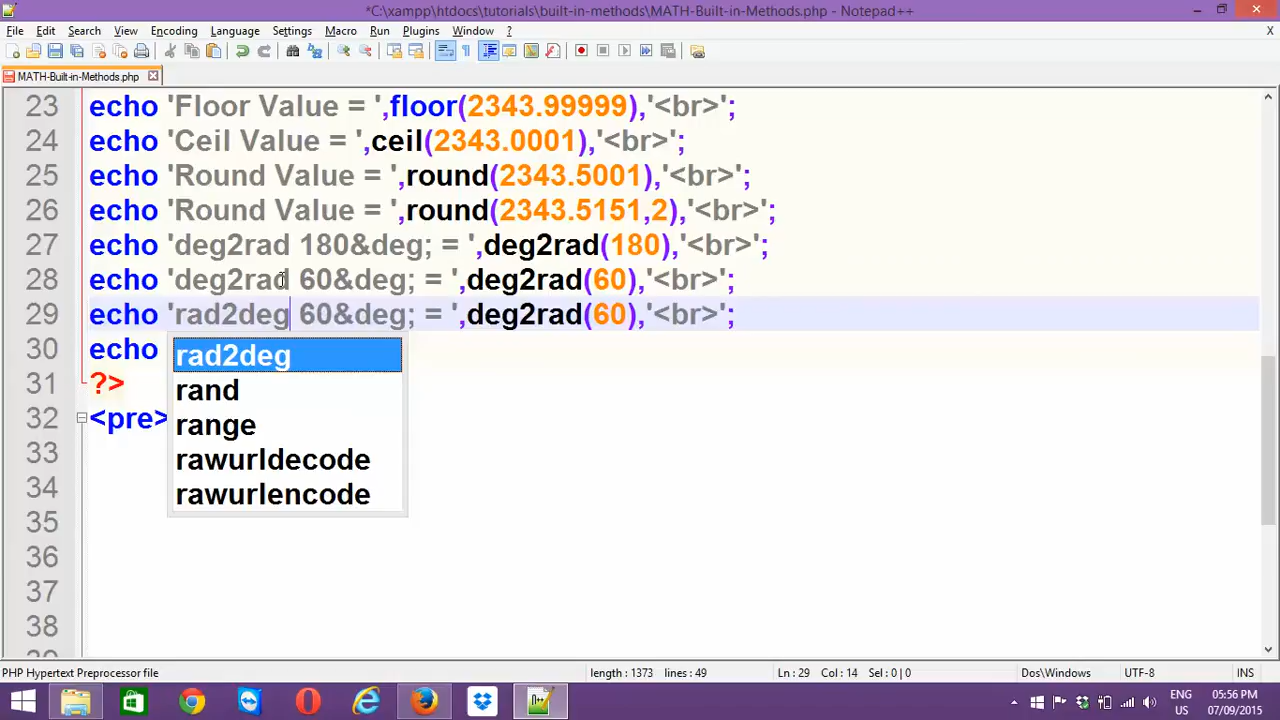 *C:\xampp\htdocs\tutorials\built-in-methods\MATH-Built-in-Methods.php - Notepad++
File Edit Search View Encoding Language Settings Macro Run Plugins Window ? X
MATH-Built-in-Methods.php
23 echo 'Floor Value = ',floor(2343.99999),'<br>';
24 echo 'Ceil Value = ',ceil(2343.0001),'<br>';
25 echo 'Round Value = ',round(2343.5001),'<br>';
26 echo 'Round Value = ',round(2343.5151,2),'<br>';
27 echo 'deg2rad 180&deg; = ',deg2rad(180),'<br>';
28 echo 'deg2rad 60&deg; = ',deg2rad(60),'<br>';
29 echo 'rad2deg 60&deg; = ',deg2rad(60),'<br>';
30 echo
31 ?>
32 <pre>
33
34
35
36
37
38
rad2deg
rand
range
rawurldecode
rawurlencode
PHP Hypertext Preprocessor file length : 1373 lines : 49 Ln : 29 Col : 14 Sel : 0 | 0 Dos\Windows UTF-8 INS
ENG 05:56 PM
US 07/09/2015